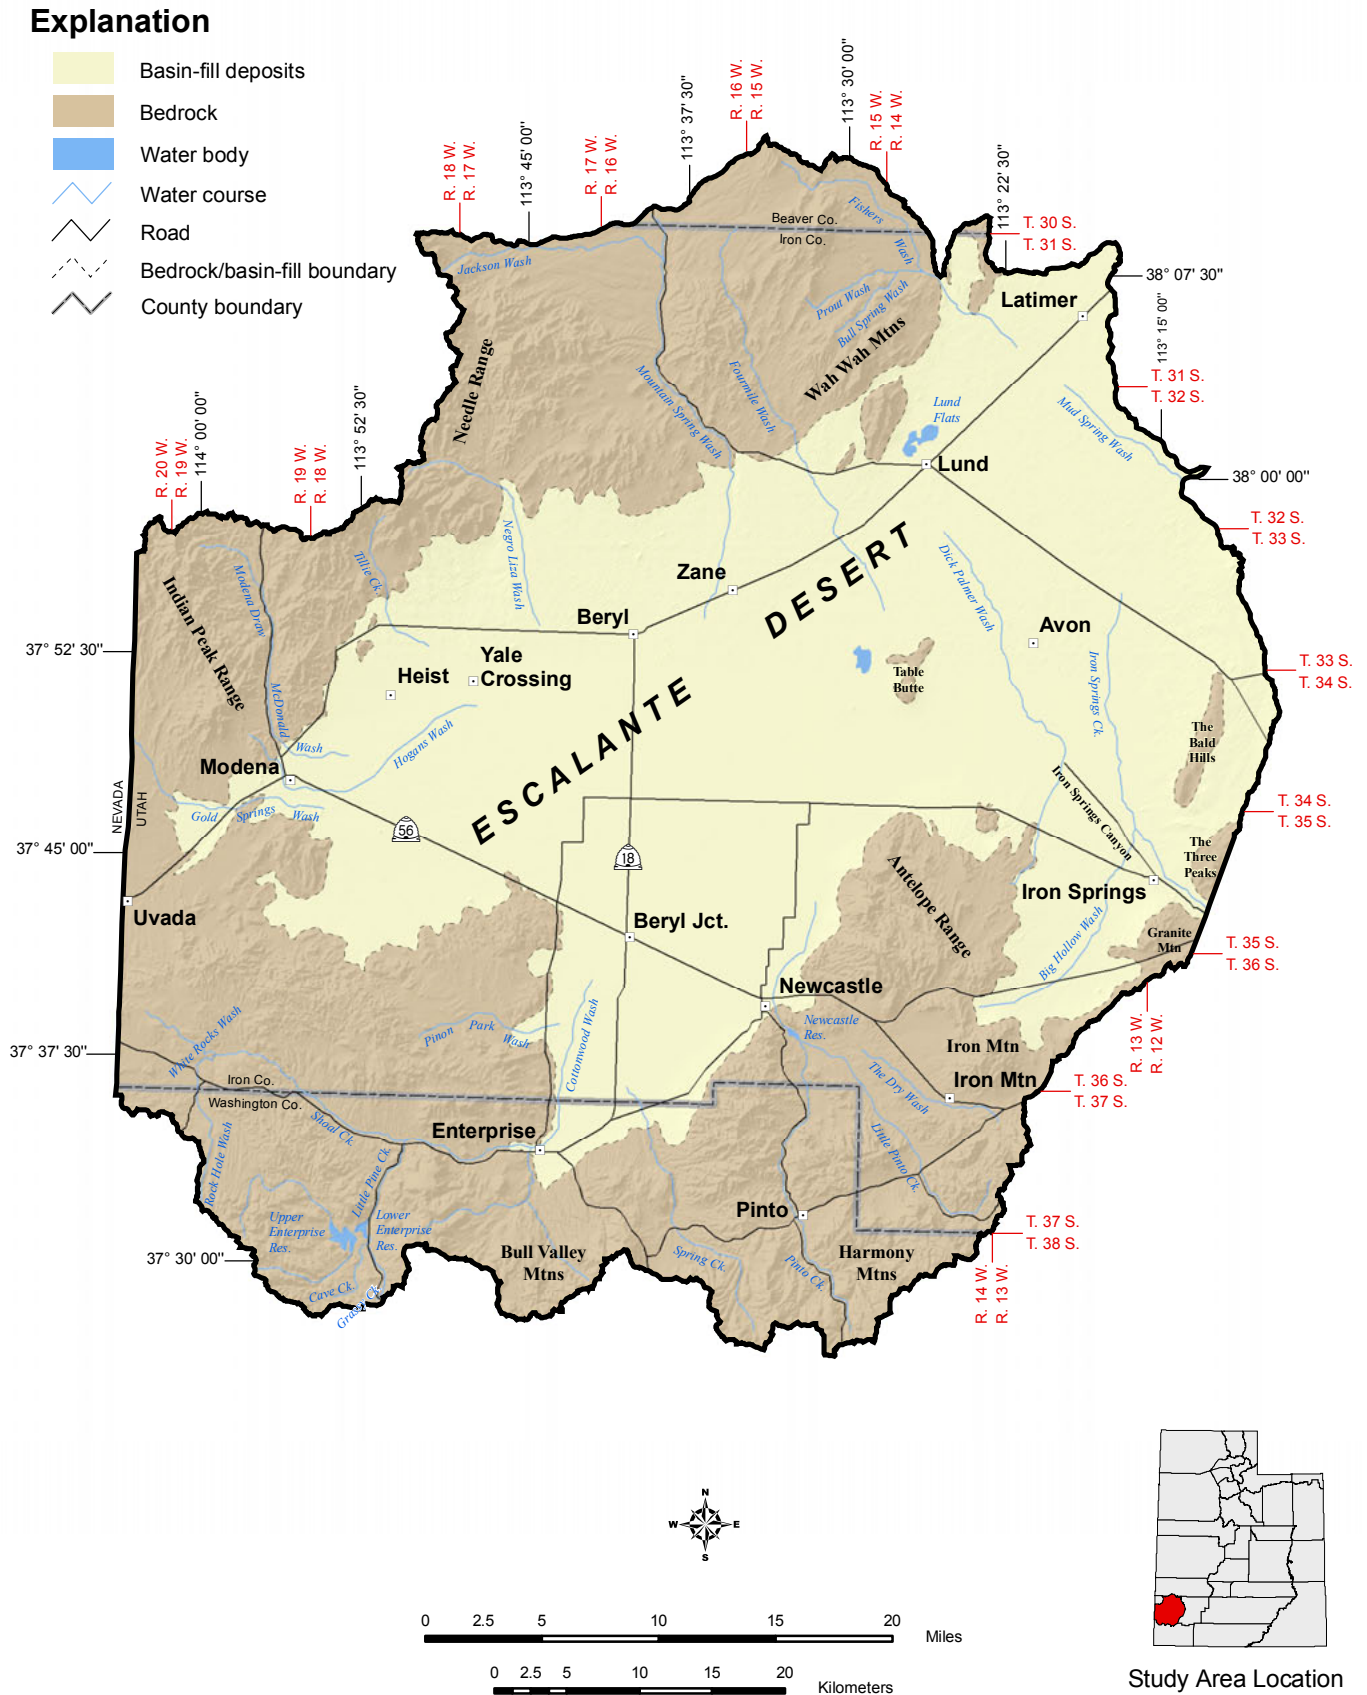 Explanation
Basin-fill deposits
Bedrock
Water body
Water course
Road
Bedrock/basin-fill boundary
County boundary
R. 20 W.
R. 19 W.
114° 00' 00"
R. 19 W.
R. 18 W.
113° 52' 30"
R. 18 W.
R. 17 W.
113° 45' 00"
R. 17 W.
R. 16 W.
113° 37' 30"
R. 16 W.
R. 15 W.
113° 30' 00"
R. 15 W.
R. 14 W.
113° 22' 30"
T. 30 S.
T. 31 S.
38° 07' 30"
113° 15' 00"
T. 31 S.
T. 32 S.
38° 00' 00"
T. 32 S.
T. 33 S.
T. 33 S.
T. 34 S.
T. 34 S.
T. 35 S.
T. 35 S.
T. 36 S.
R. 13 W.
R. 12 W.
T. 36 S.
T. 37 S.
T. 37 S.
T. 38 S.
R. 14 W.
R. 13 W.
37° 52' 30"
37° 45' 00"
37° 37' 30"
37° 30' 00"
NEVADA
UTAH
Beaver Co.
Iron Co.
Fishers
Wash
Jackson Wash
Prout Wash
Bull Spring Wash
Wah Wah Mtns
Latimer
Needle Range
Mountain Spring Wash
Fourmile Wash
Lund
Flats
Mud Spring Wash
Lund
Negro Liza Wash
Tillie Ck.
Modena Draw
Indian Peak Range
McDonald
Wash
Zane
Beryl
ESCALANTE DESERT
Dick Palmer Wash
Avon
Iron Springs Ck.
Heist
Yale
Crossing
Table
Butte
The
Bald
Hills
Hogans Wash
Modena
Gold Springs Wash
56
18
Iron Springs Canyon
The
Three
Peaks
Antelope Range
Iron Springs
Uvada
Beryl Jct.
Granite
Mtn
Big Hollow Wash
Newcastle
Newcastle
Res.
White Rocks Wash
Pinon Park Wash
Cottonwood Wash
Iron Mtn
Iron Mtn
The Dry Wash
Iron Co.
Washington Co.
Shoal Ck.
Enterprise
Little Pinto Ck.
Rock Hole Wash
Little Pine Ck.
Upper
Enterprise
Res.
Lower
Enterprise
Res.
Pinto
Bull Valley
Mtns
Spring Ck.
Pinto Ck.
Harmony
Mtns
Cave Ck.
Grassy Ck.
N
W E
S
0 2.5 5 10 15 20
Miles
0 2.5 5 10 15 20
Kilometers
Study Area Location